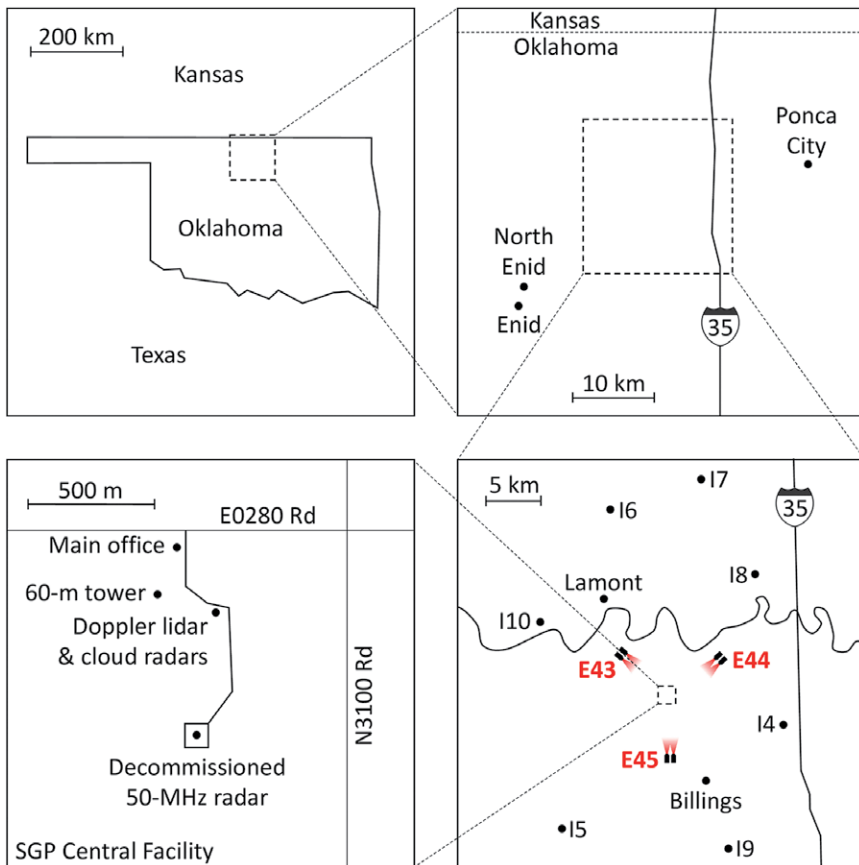 200 km
Kansas
Oklahoma
Texas
Kansas
Oklahoma
Ponca
City
North
Enid
Enid
35
10 km
500 m
E0280 Rd
Main office
60-m tower
Doppler lidar
& cloud radars
N3100 Rd
Decommissioned
50-MHz radar
SGP Central Facility
5 km
I7
I6
35
I8
Lamont
I10
E43
E44
I4
E45
Billings
I5
I9